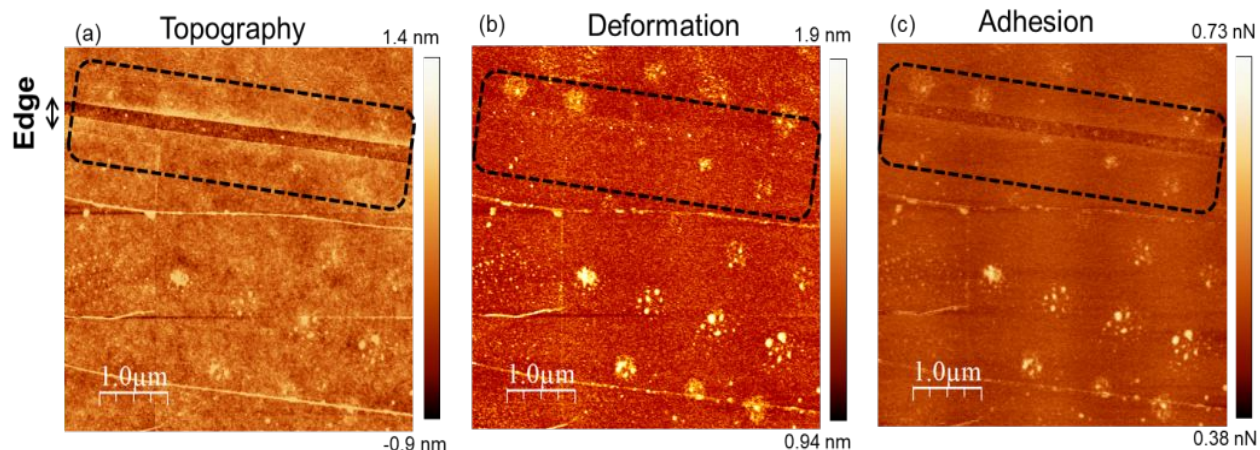 (a) Topography 1.4 nm
(b) Deformation 1.9 nm
(c) Adhesion 0.73 nN
Edge
1.0µm
1.0µm
1.0µm
-0.9 nm
0.94 nm
0.38 nN